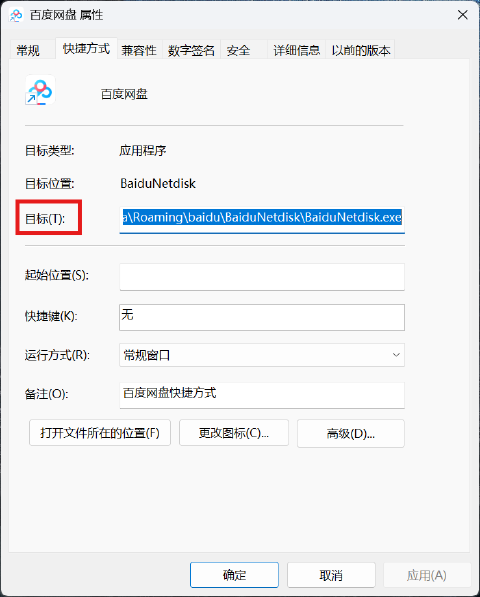 百度网盘 属性
常规 快捷方式 兼容性 数字签名 安全 详细信息 以前的版本
百度网盘
目标类型: 应用程序
目标位置: BaiduNetdisk
目标(T): a\Roaming\baidu\BaiduNetdisk\BaiduNetdisk.exe
起始位置(S):
快捷键(K): 无
运行方式(R): 常规窗口
备注(O): 百度网盘快捷方式
打开文件所在的位置(F) 更改图标(C)... 高级(D)...
确定 取消 应用(A)